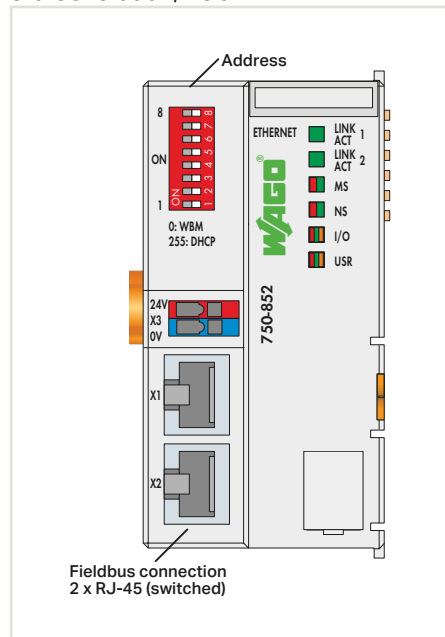 Address
8
ON
1
ON
1 2 3 4 5 6 7 8
0: WBM
255: DHCP
24V
X3
0V
X1
X2
ETHERNET
LINK 1
ACT
LINK 2
ACT
MS
NS
I/O
USR
WAGO®
750-852
Fieldbus connection
2 x RJ-45 (switched)